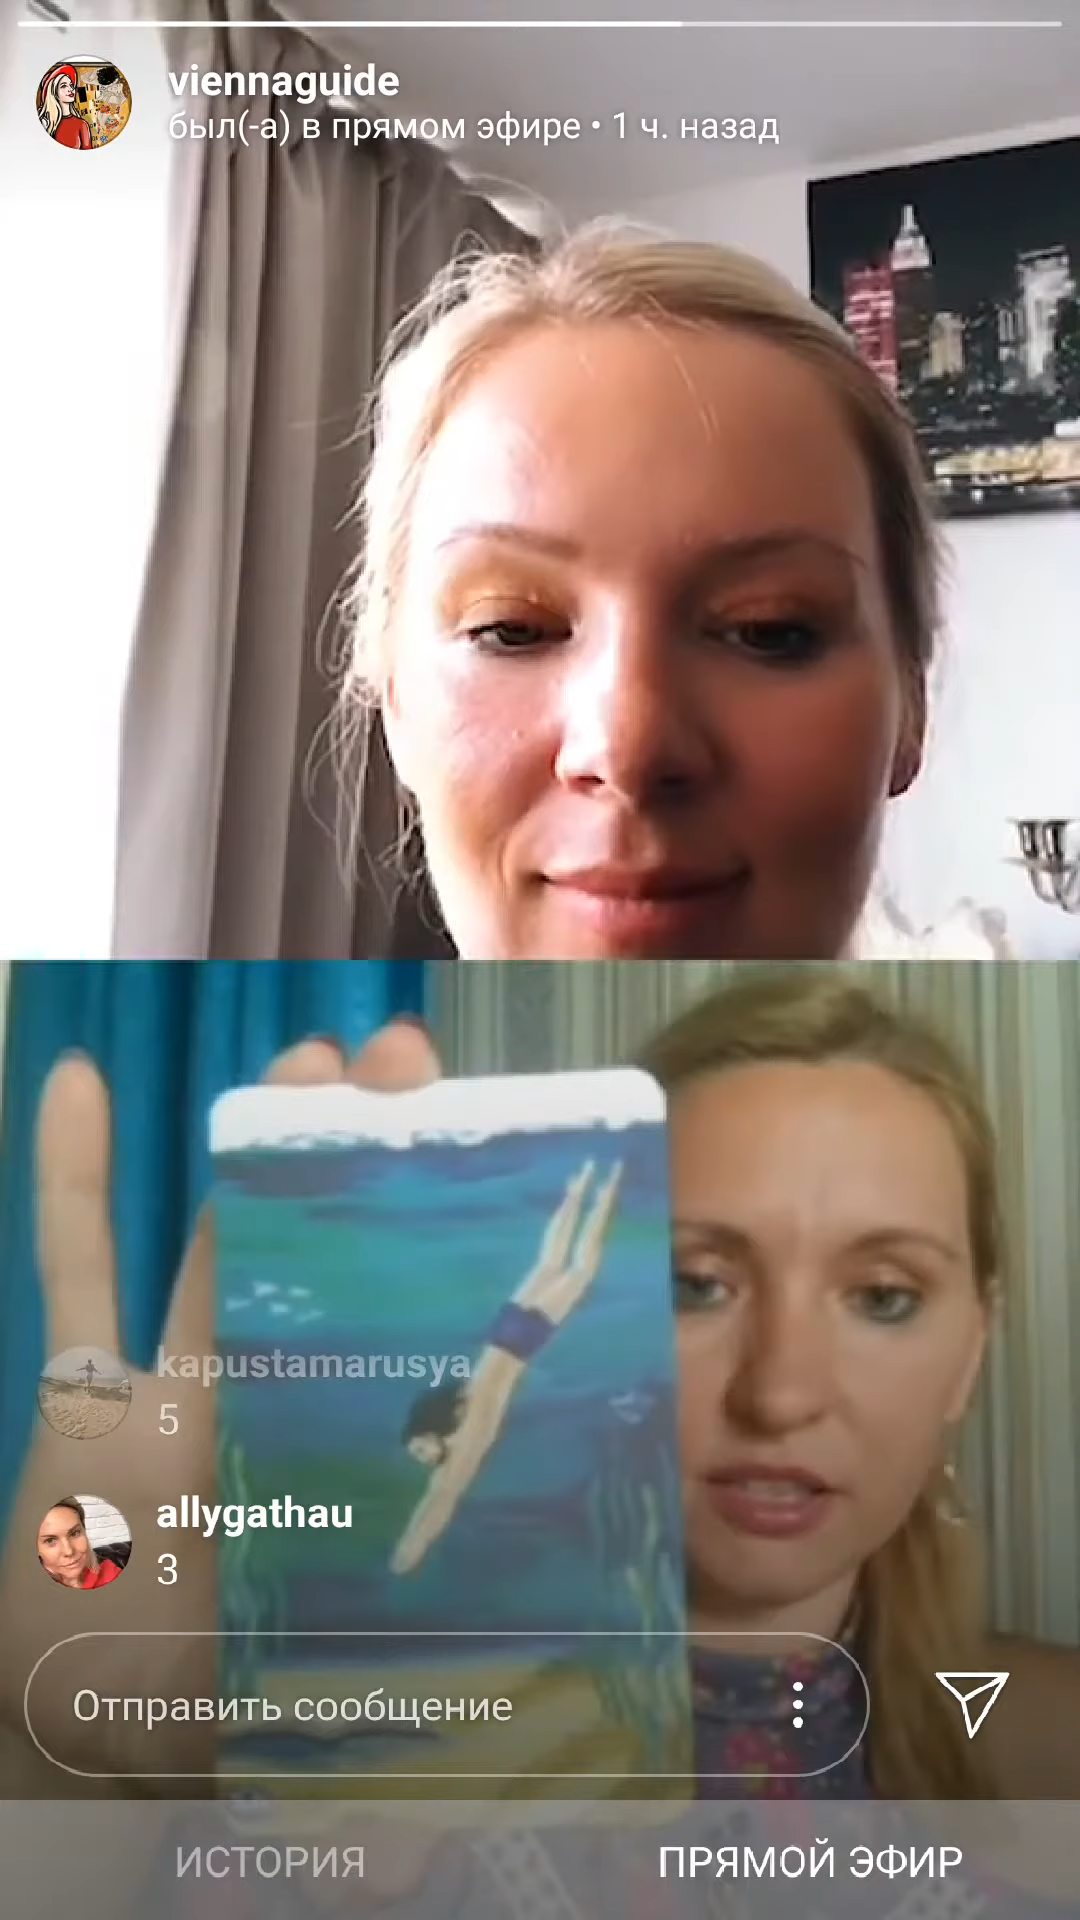 viennaguide
был(-а) в прямом эфире • 1 ч. назад
kapustamarusya
5
allygathau
3
Отправить сообщение
ИСТОРИЯ
ПРЯМОЙ ЭФИР